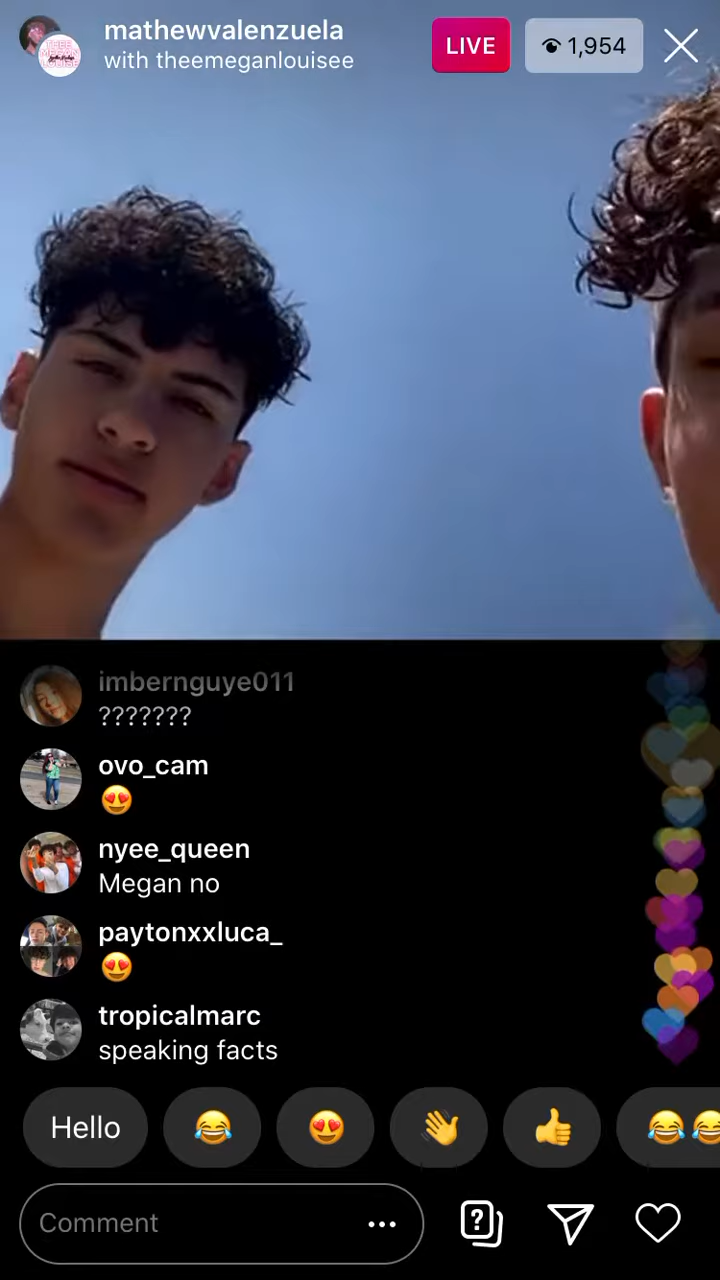 mathewvalenzuela
with theemeganlouisee
LIVE
1,954
imbernguye011
???????
ovo_cam
😍
nyee_queen
Megan no
paytonxxluca_
😍
tropicalmarc
speaking facts
Hello 😂 😍 👋 👍 😂😂
Comment